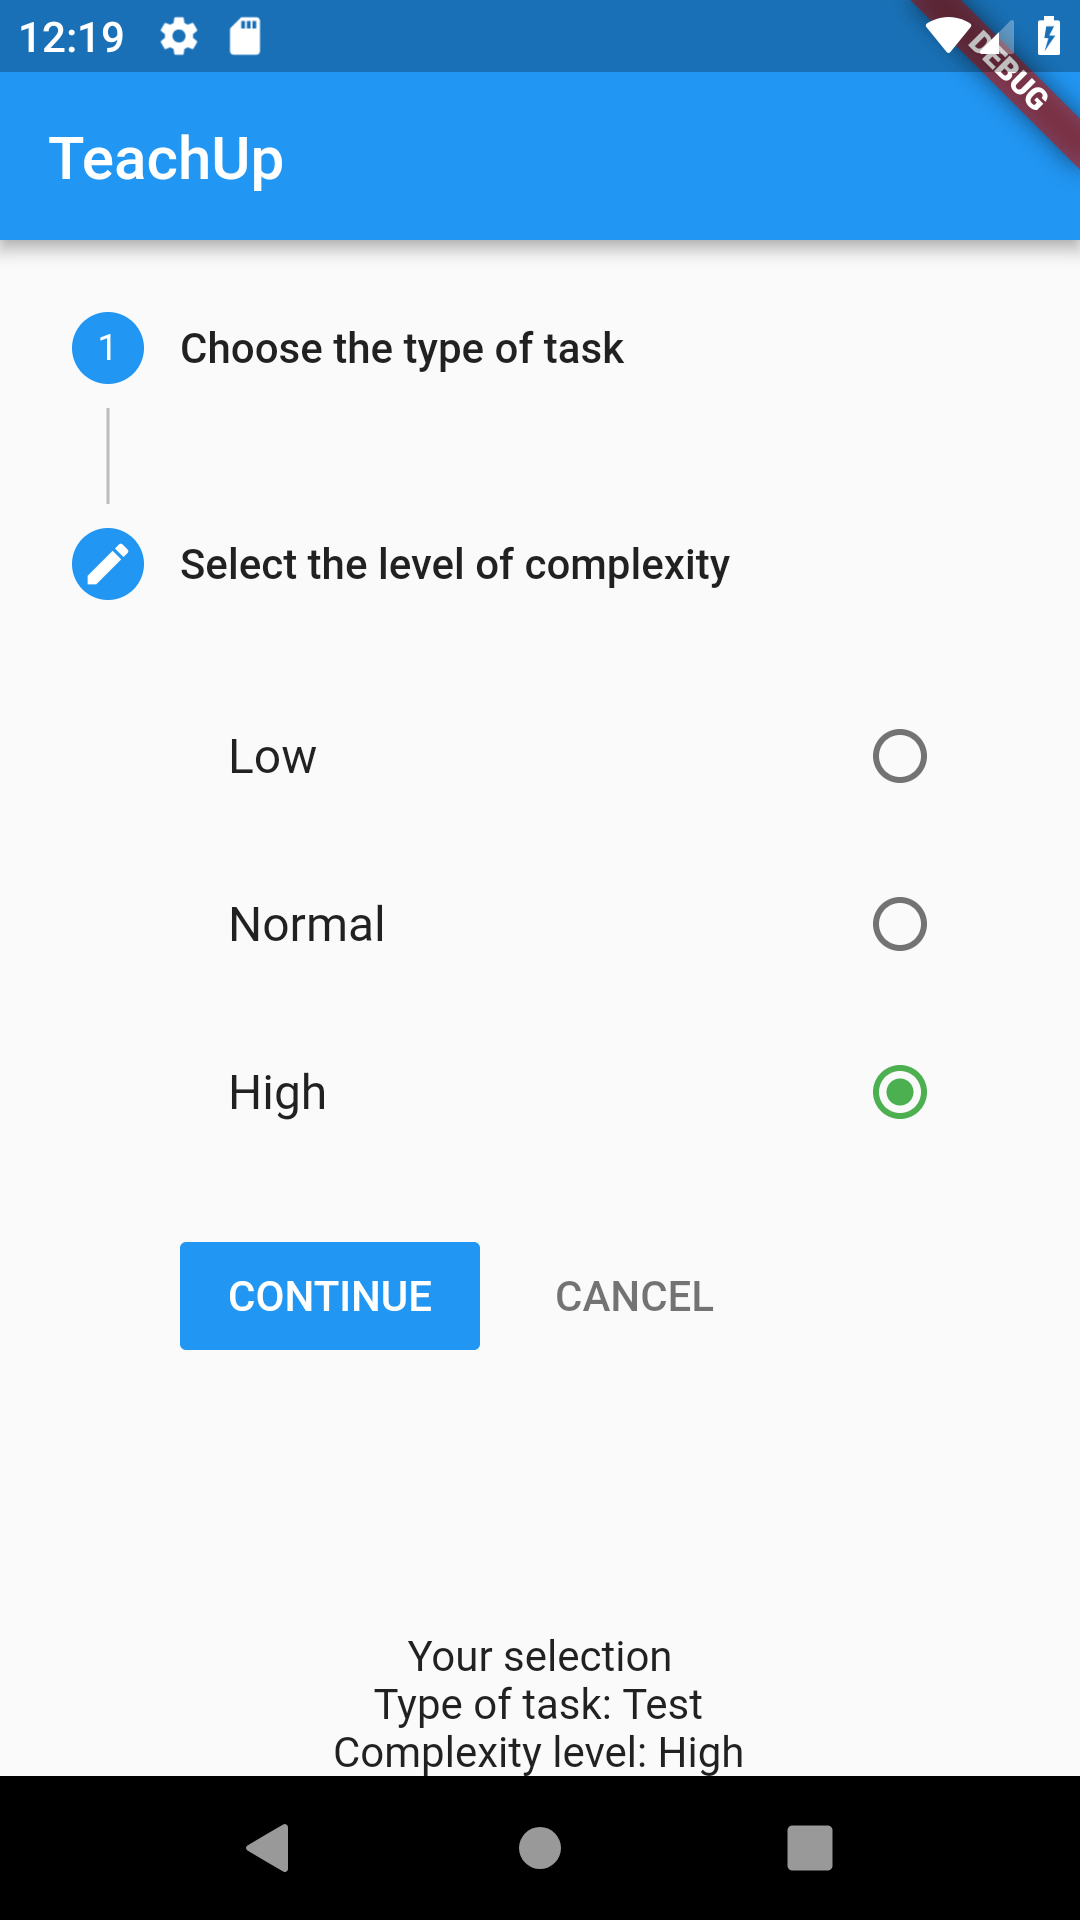 12:19
DEBUG
TeachUp
1
Choose the type of task
Select the level of complexity
Low
Normal
High
CONTINUE
CANCEL
Your selection
Type of task: Test
Complexity level: High